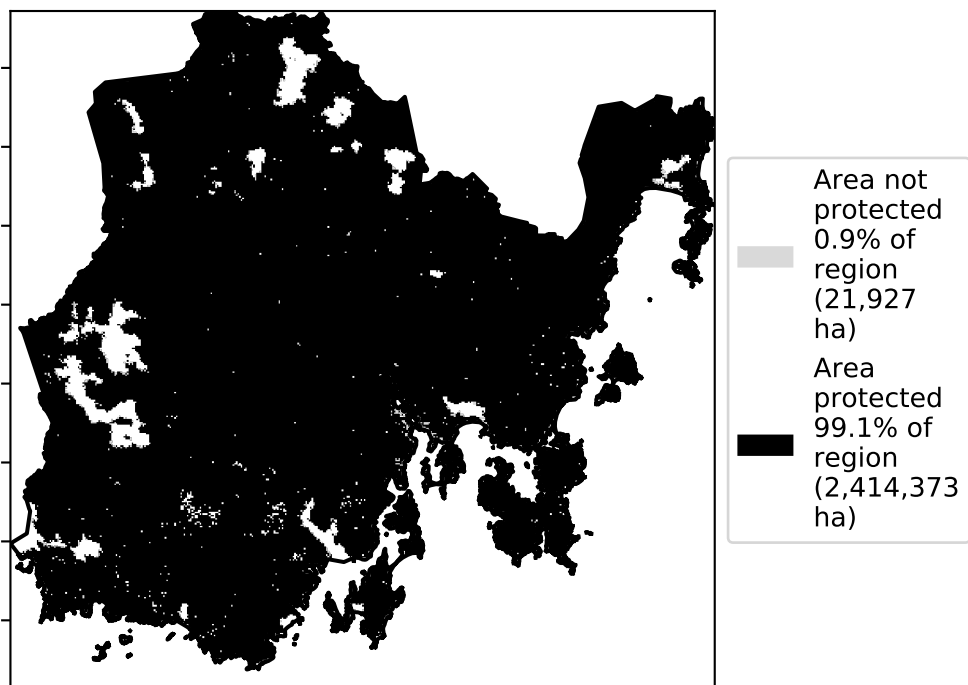 Area not
protected
0.9% of
region
(21,927
ha)
Area
protected
99.1% of
region
(2,414,373
ha)